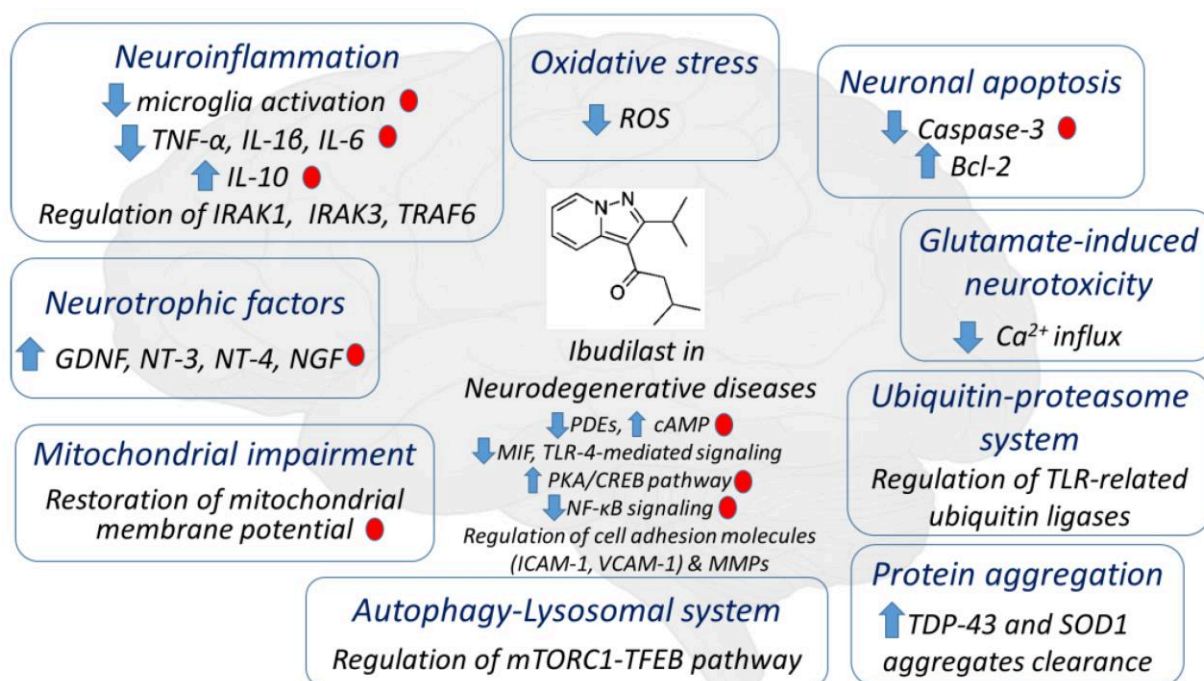 Neuroinflammation
microglia activation
TNF-α, IL-1β, IL-6
IL-10
Regulation of IRAK1, IRAK3, TRAF6
Oxidative stress
ROS
Neuronal apoptosis
Caspase-3
Bcl-2
Glutamate-induced
neurotoxicity
Ca²⁺ influx
Neurotrophic factors
GDNF, NT-3, NT-4, NGF
N
N
O
Ibudilast in
Neurodegenerative diseases
PDEs, cAMP
MIF, TLR-4-mediated signaling
PKA/CREB pathway
NF-κB signaling
Regulation of cell adhesion molecules
(ICAM-1, VCAM-1) & MMPs
Ubiquitin-proteasome
system
Regulation of TLR-related
ubiquitin ligases
Mitochondrial impairment
Restoration of mitochondrial
membrane potential
Autophagy-Lysosomal system
Regulation of mTORC1-TFEB pathway
Protein aggregation
TDP-43 and SOD1
aggregates clearance